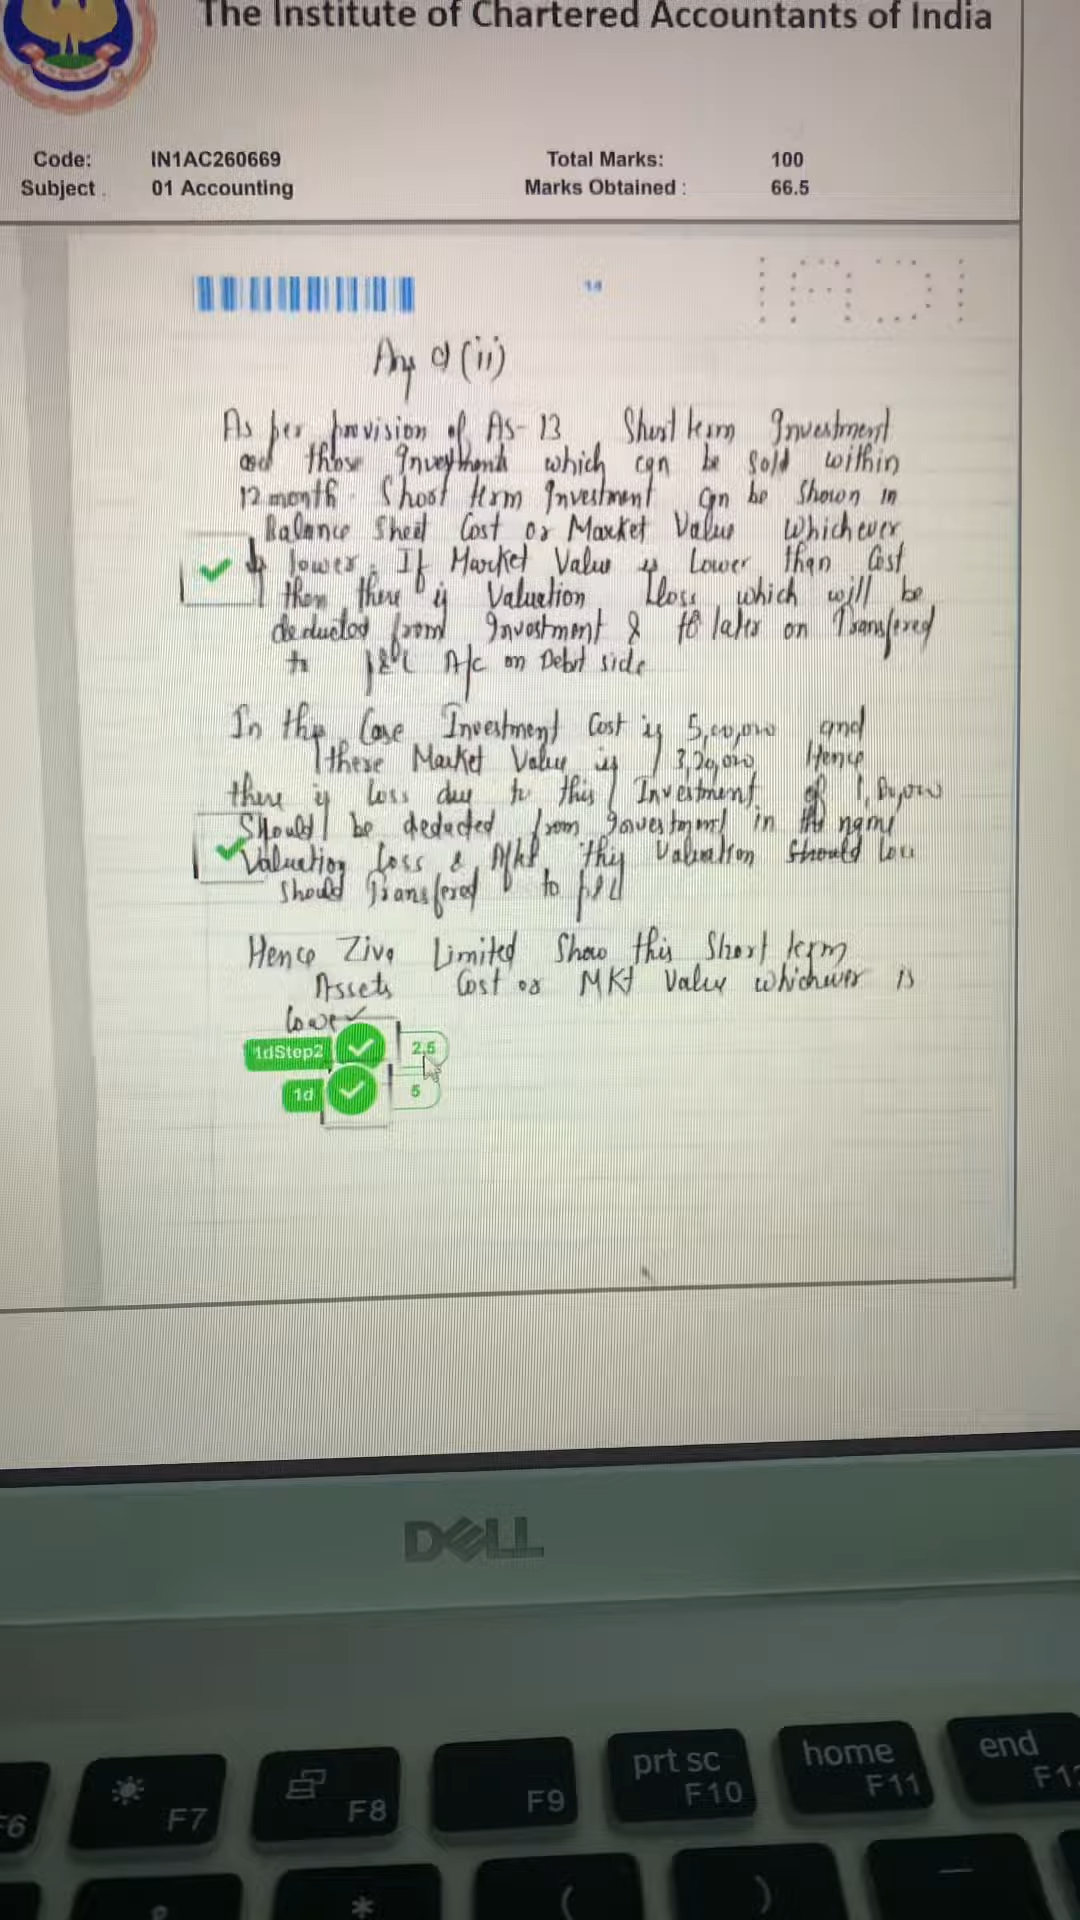 The Institute of Chartered Accountants of India
Code: IN1AC260669 Total Marks: 100
Subject . 01 Accounting Marks Obtained : 66.5
14
Ans d (ii)
As per provision of AS-13 Short term Investment
and those Investment which can be sold within
12 month. Short term Investment can be Shown in
Balance Sheet Cost or Market Value Whichever
is lower. If Market Value is Lower than Cost
then there is Valuation Lloss which will be
deducted from Investment & later on Transfered
to P&L A/c on Debit side
In this Case Investment Cost is 5,00,000 and
there Market Value is 3,20,000 Hence
there is loss due to this Investment of 1,80,000
Should be deducted from Investment in the name
Valuation loss & After this Valuation should Loss
should Transfered to P&L
Hence Ziva Limited Show this Short term
Assets Cost or MKt Value whichever is
lower
1dStop2 2.5
1d 5
DELL
F6 F7 F8 F9 prt sc F10 home F11 end F12
* ( )